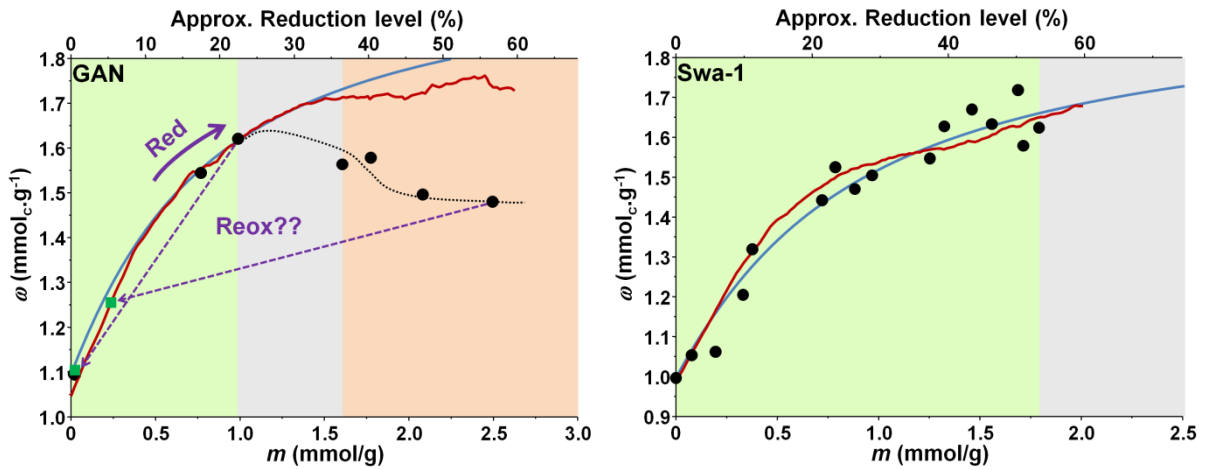 Approx. Reduction level (%)
0 10 20 30 40 50 60
GAN
1.8
1.7
1.6
1.5
1.4
1.3
1.2
1.1
1.0
ω (mmolc.g-1)
Red
Reox??
0.0 0.5 1.0 1.5 2.0 2.5 3.0
m (mmol/g)
Approx. Reduction level (%)
0 20 40 60
Swa-1
1.8
1.7
1.6
1.5
1.4
1.3
1.2
1.1
1.0
0.9
ω (mmolc.g-1)
0.0 0.5 1.0 1.5 2.0 2.5
m (mmol/g)